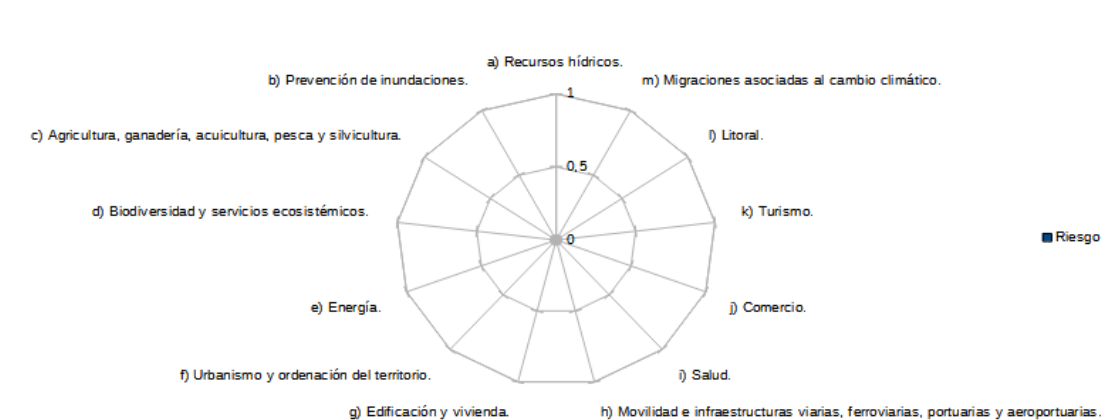 a) Recursos hídricos.
b) Prevención de inundaciones.
m) Migraciones asociadas al cambio climático.
1
c) Agricultura, ganadería, acuicultura, pesca y silvicultura.
l) Litoral.
0,5
d) Biodiversidad y servicios ecosistémicos.
k) Turismo.
0
Riesgo
e) Energía.
j) Comercio.
f) Urbanismo y ordenación del territorio.
i) Salud.
g) Edificación y vivienda.
h) Movilidad e infraestructuras viarias, ferroviarias, portuarias y aeroportuarias.